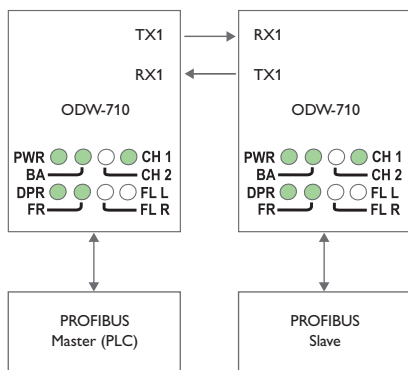 TX1
RX1
ODW-710
PWR CH 1
BA CH 2
DPR FL L
FR FL R
PROFIBUS
Master (PLC)
RX1
TX1
ODW-710
PWR CH 1
BA CH 2
DPR FL L
FR FL R
PROFIBUS
Slave